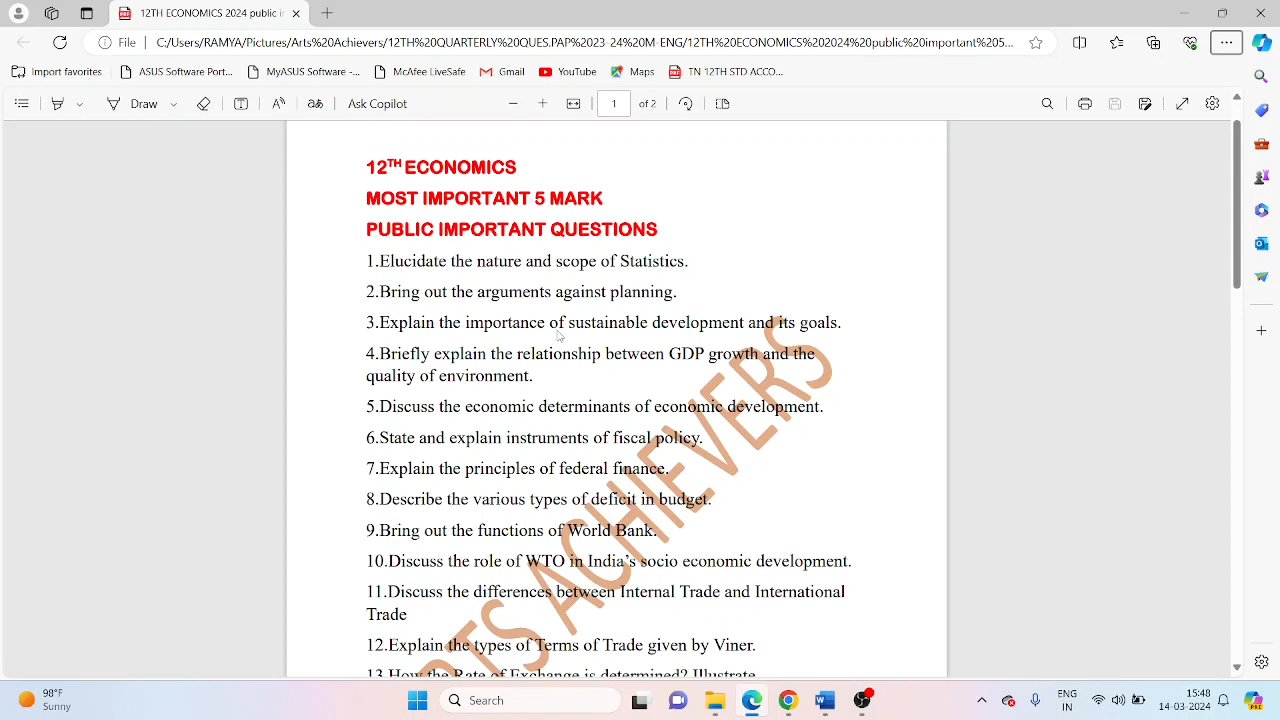 12TH ECONOMICS 2024 public i
File
C:/Users/RAMYA/Pictures/Arts%20Achievers/12TH%20QUARTERLY%20QUES.PAP%2023-24%20M-ENG/12TH%20ECONOMICS%202024%20public%20important%205...
Import favorites
ASUS Software Port...
MyASUS Software -...
McAfee LiveSafe
Gmail
YouTube
Maps
TN 12TH STD ACCO...
Draw
Ask Copilot
1 of 2
12TH ECONOMICS
MOST IMPORTANT 5 MARK
PUBLIC IMPORTANT QUESTIONS
1.Elucidate the nature and scope of Statistics.
2.Bring out the arguments against planning.
3.Explain the importance of sustainable development and its goals.
4.Briefly explain the relationship between GDP growth and the
quality of environment.
5.Discuss the economic determinants of economic development.
6.State and explain instruments of fiscal policy.
7.Explain the principles of federal finance.
8.Describe the various types of deficit in budget.
9.Bring out the functions of World Bank.
10.Discuss the role of WTO in India's socio economic development.
11.Discuss the differences between Internal Trade and International
Trade
12.Explain the types of Terms of Trade given by Viner.
13.How the Rate of Exchange is determined? Illustrate.
ARTS ACHIEVERS
98°F
Sunny
Search
ENG
IN
15:48
14-03-2024